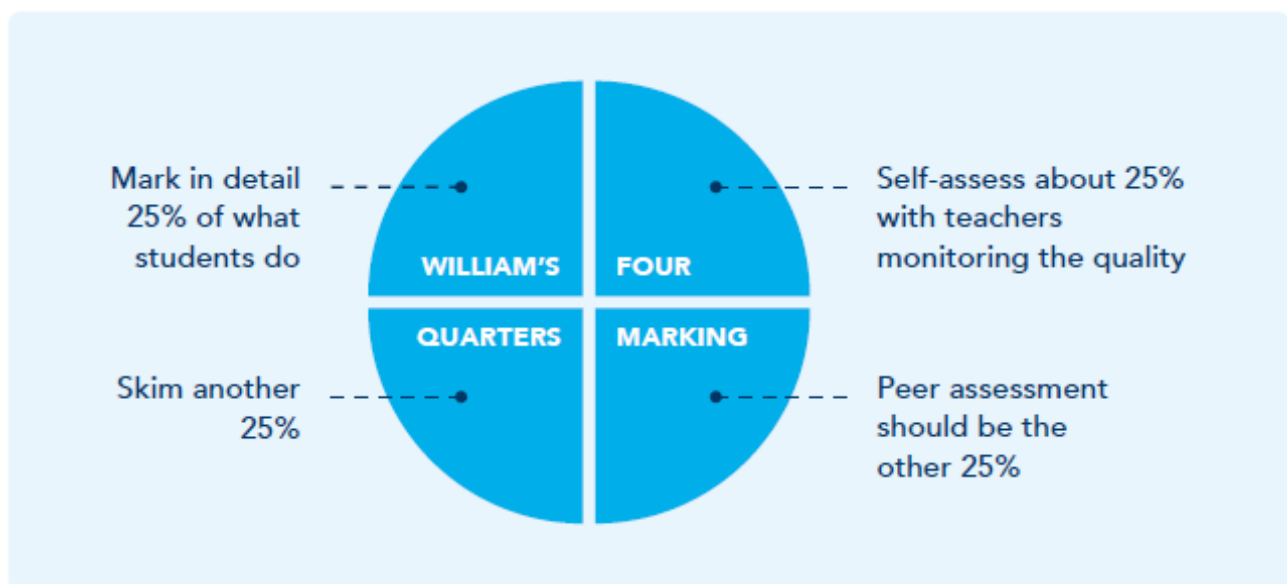 Mark in detail
25% of what
students do
Self-assess about 25%
with teachers
monitoring the quality
WILLIAM'S
FOUR
QUARTERS
MARKING
Skim another
25%
Peer assessment
should be the
other 25%